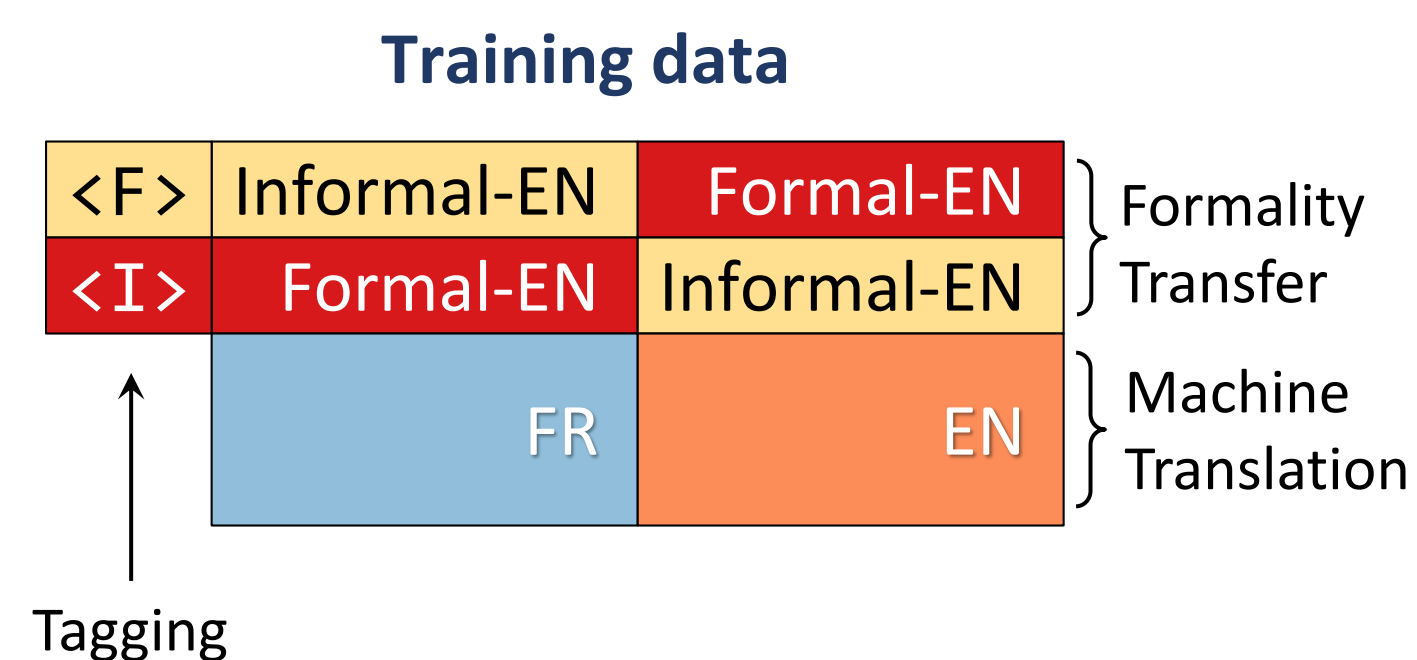 Training data
<F> Informal-EN Formal-EN
<I> Formal-EN Informal-EN
Formality
Transfer
FR EN
Machine
Translation
Tagging